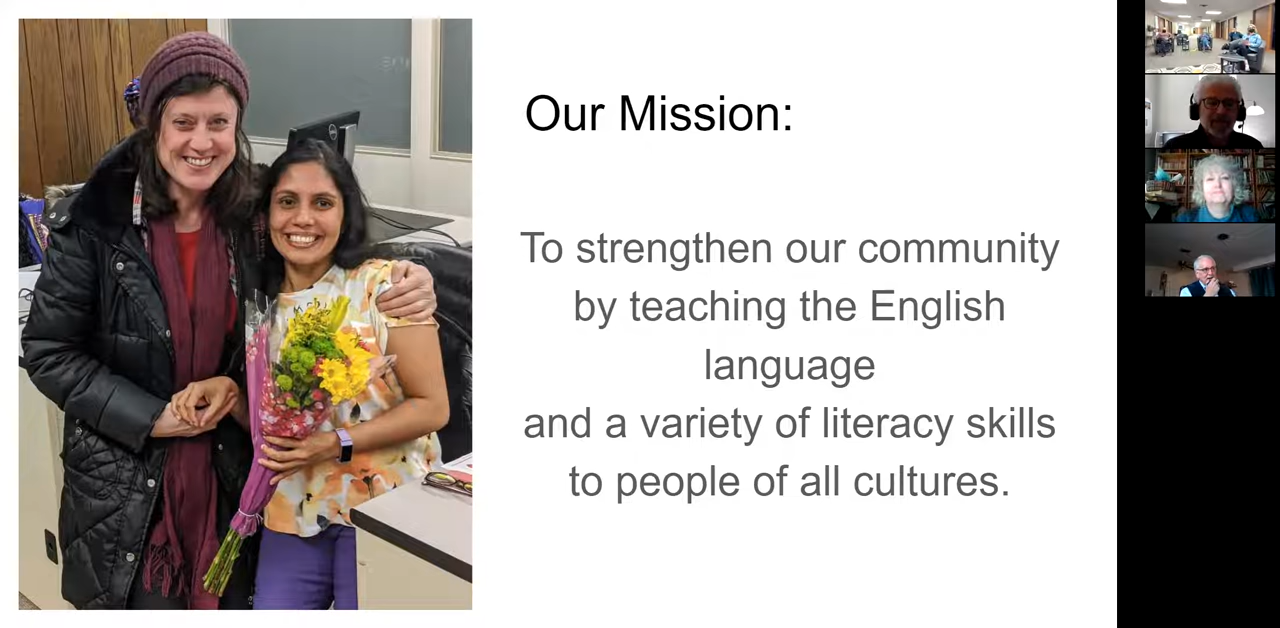 Our Mission:
To strengthen our community
by teaching the English
language
and a variety of literacy skills
to people of all cultures.